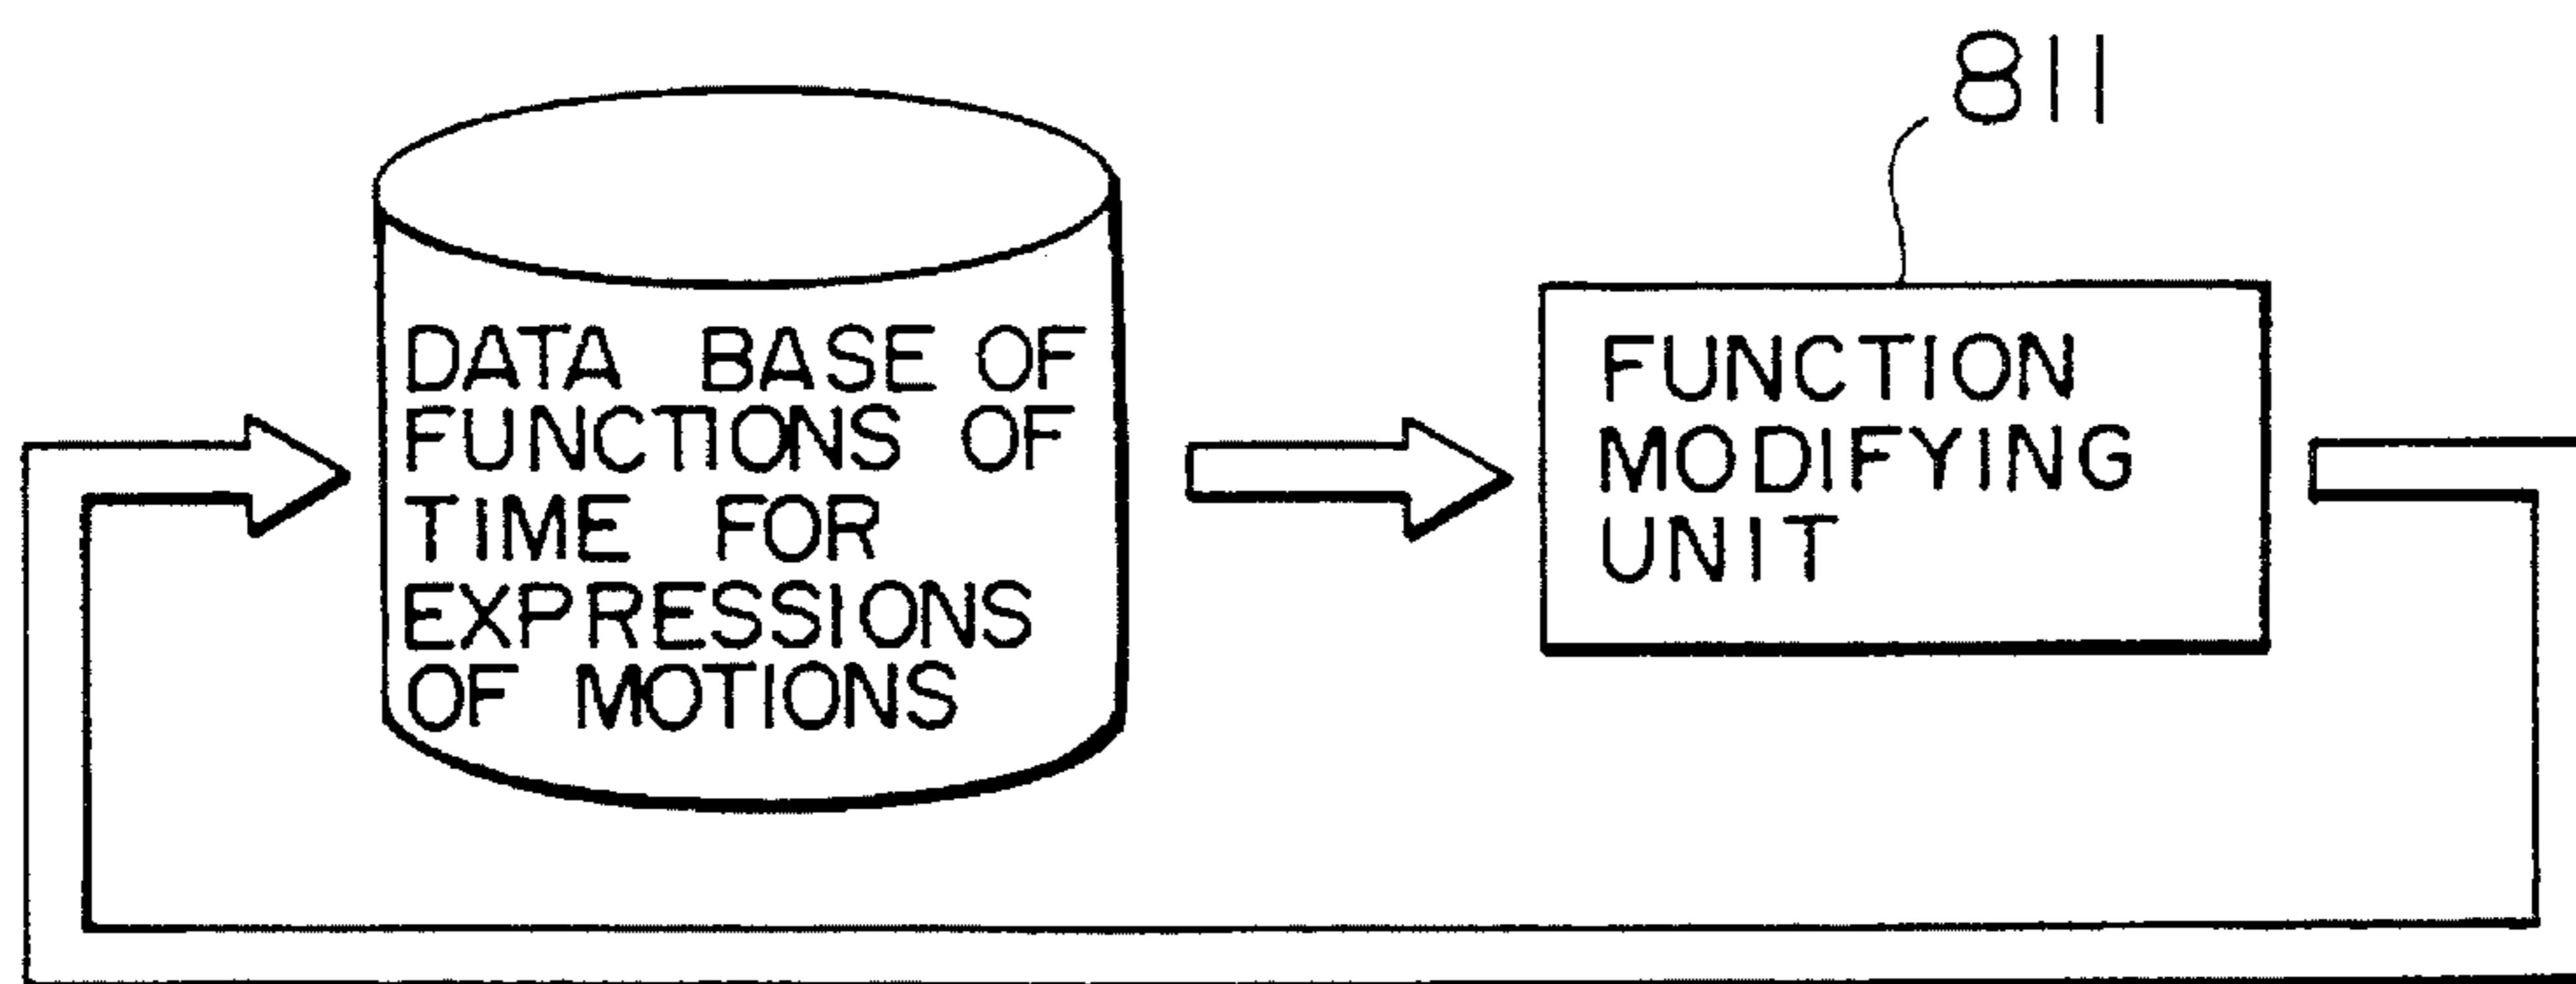 811
DATA BASE OF
FUNCTIONS OF
TIME FOR
EXPRESSIONS
OF MOTIONS
FUNCTION
MODIFYING
UNIT